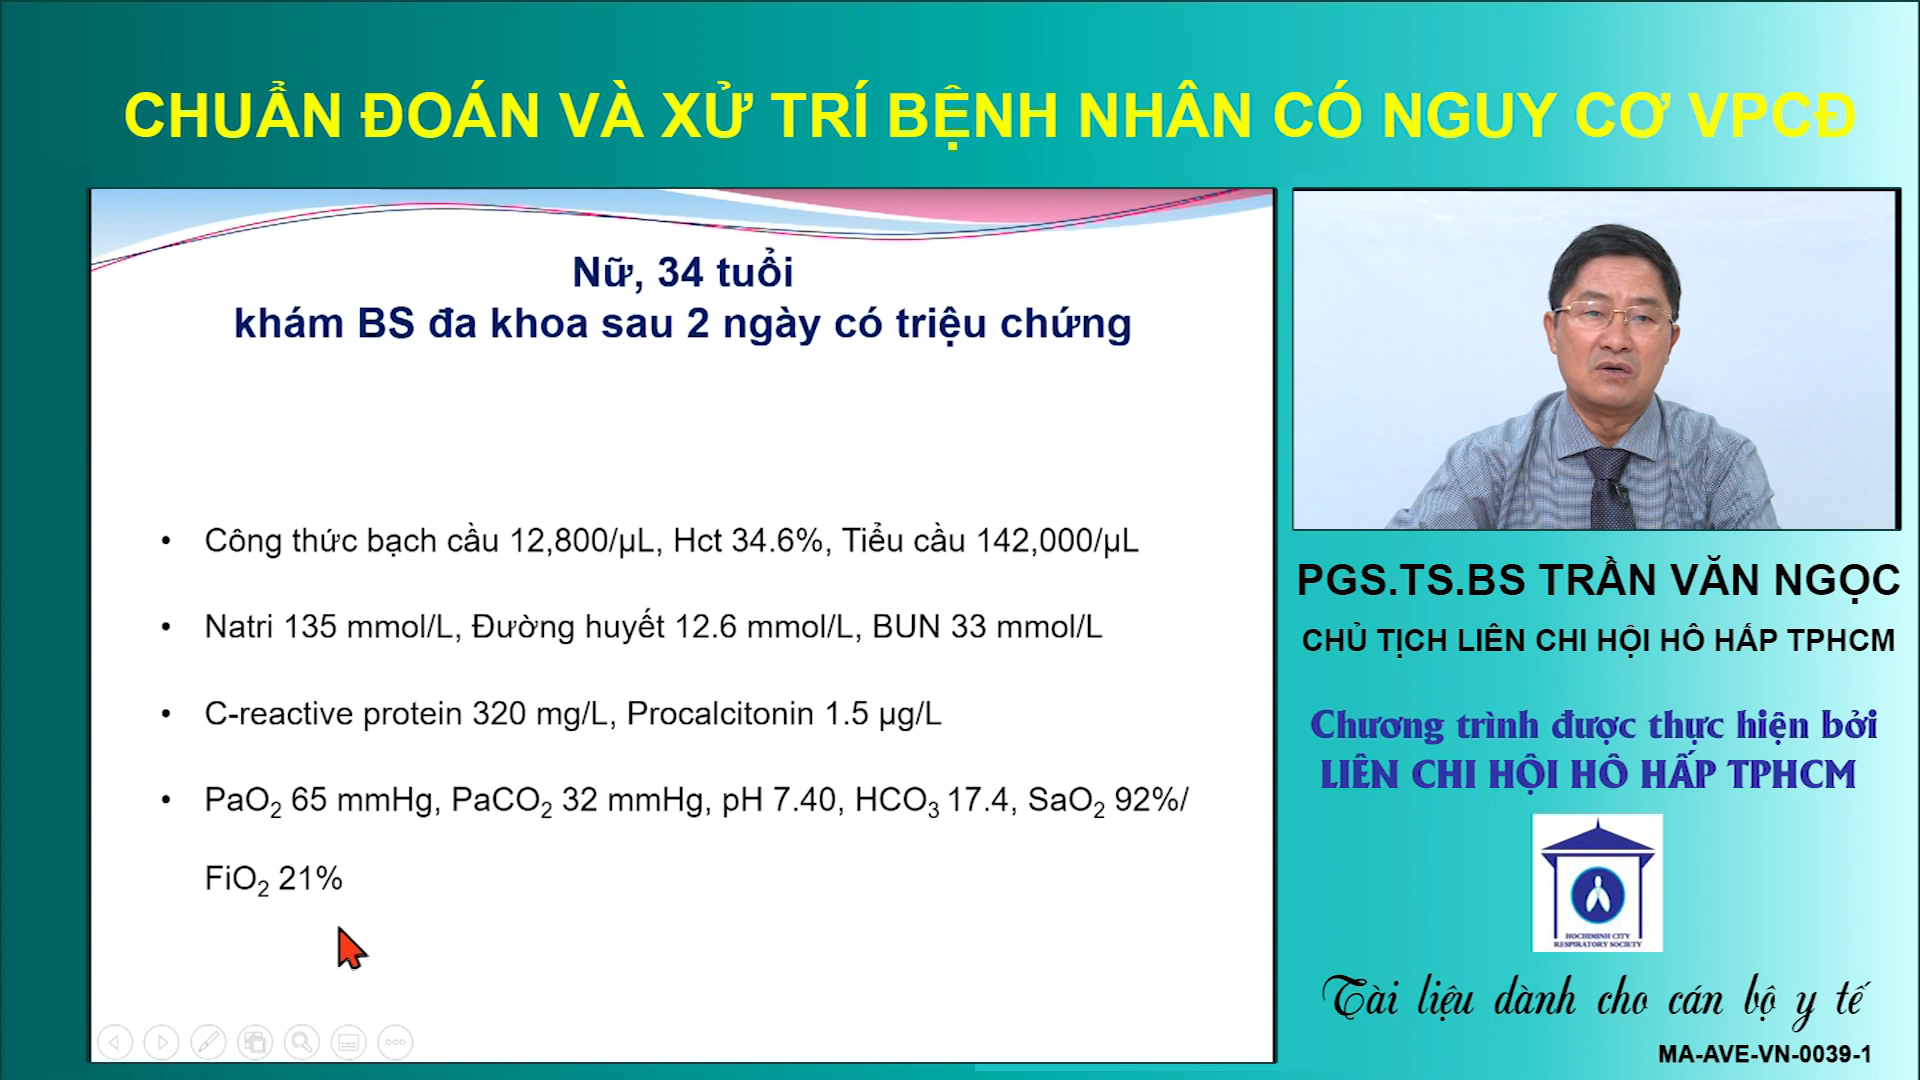 CHUẨN ĐOÁN VÀ XỬ TRÍ BỆNH NHÂN CÓ NGUY CƠ VPCĐ
Nữ, 34 tuổi
khám BS đa khoa sau 2 ngày có triệu chứng
• Công thức bạch cầu 12,800/µL, Hct 34.6%, Tiểu cầu 142,000/µL
• Natri 135 mmol/L, Đường huyết 12.6 mmol/L, BUN 33 mmol/L
• C-reactive protein 320 mg/L, Procalcitonin 1.5 µg/L
• PaO₂ 65 mmHg, PaCO₂ 32 mmHg, pH 7.40, HCO₃ 17.4, SaO₂ 92%/
FiO₂ 21%
PGS.TS.BS TRẦN VĂN NGỌC
CHỦ TỊCH LIÊN CHI HỘI HÔ HẤP TPHCM
Chương trình được thực hiện bởi
LIÊN CHI HỘI HÔ HẤP TPHCM
HOCHIMINH CITY
RESPIRATORY SOCIETY
Tài liệu dành cho cán bộ y tế
MA-AVE-VN-0039-1